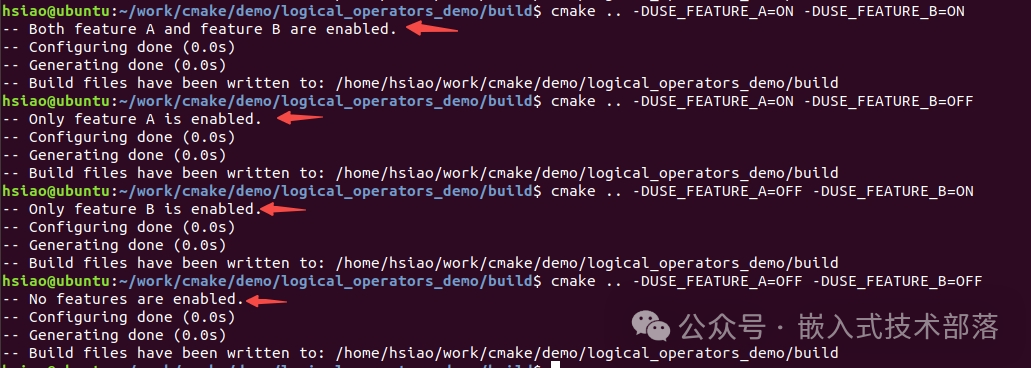 hsiao@ubuntu:~/work/cmake/demo/logical_operators_demo/build$ cmake .. -DUSE_FEATURE_A=ON -DUSE_FEATURE_B=ON
-- Both feature A and feature B are enabled.
-- Configuring done (0.0s)
-- Generating done (0.0s)
-- Build files have been written to: /home/hsiao/work/cmake/demo/logical_operators_demo/build
hsiao@ubuntu:~/work/cmake/demo/logical_operators_demo/build$ cmake .. -DUSE_FEATURE_A=ON -DUSE_FEATURE_B=OFF
-- Only feature A is enabled.
-- Configuring done (0.0s)
-- Generating done (0.0s)
-- Build files have been written to: /home/hsiao/work/cmake/demo/logical_operators_demo/build
hsiao@ubuntu:~/work/cmake/demo/logical_operators_demo/build$ cmake .. -DUSE_FEATURE_A=OFF -DUSE_FEATURE_B=ON
-- Only feature B is enabled.
-- Configuring done (0.0s)
-- Generating done (0.0s)
-- Build files have been written to: /home/hsiao/work/cmake/demo/logical_operators_demo/build
hsiao@ubuntu:~/work/cmake/demo/logical_operators_demo/build$ cmake .. -DUSE_FEATURE_A=OFF -DUSE_FEATURE_B=OFF
-- No features are enabled.
-- Configuring done (0.0s)
-- Generating done (0.0s)
公众号 · 嵌入式技术部落
-- Build files have been written to: /home/hsiao/work/cmake/demo/logical_operators_demo/build